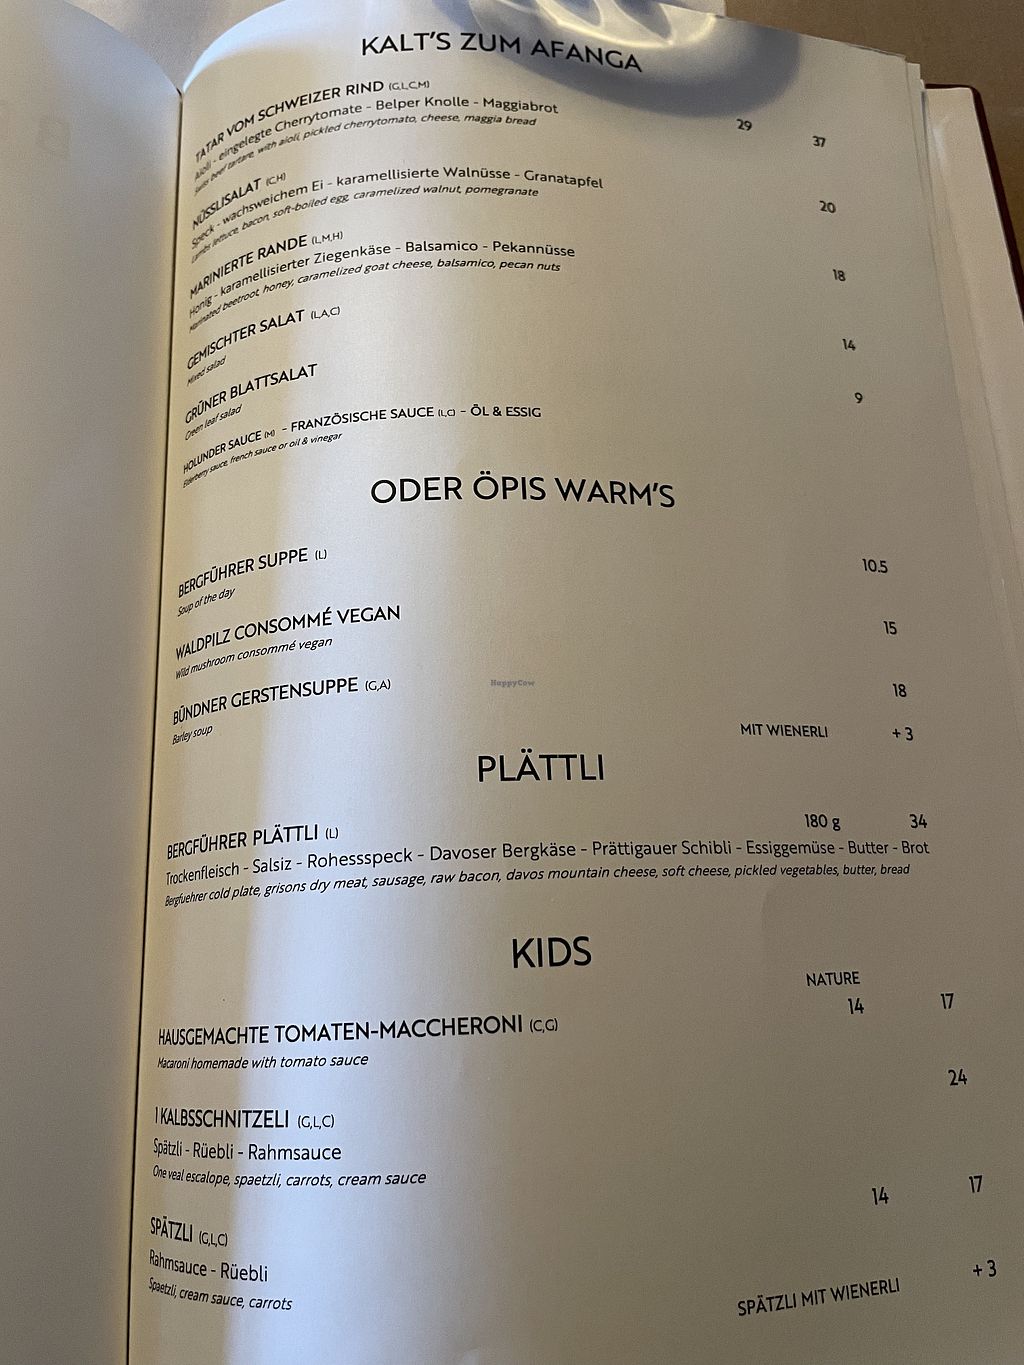 KALT'S ZUM AFANGA
TATAR VOM SCHWEIZER RIND (G,L,C,M)
Aioli - eingelegte Cherrytomate - Belper Knolle - Maggiabrot
Swiss beef tartare, with aioli, pickled cherrytomato, cheese, maggia bread
29 37
NÜSSLISALAT (C,H)
Speck - wachsweichem Ei - karamellisierte Walnüsse - Granatapfel
Lambs lettuce, bacon, soft-boiled egg, caramelized walnut, pomegranate
20
MARINIERTE RANDE (L,M,H)
Honig - karamellisierter Ziegenkäse - Balsamico - Pekannüsse
Marinated beetroot, honey, caramelized goat cheese, balsamico, pecan nuts
18
GEMISCHTER SALAT (L,A,C)
Mixed salad
14
GRÜNER BLATTSALAT
Green leaf salad
9
HOLUNDER SAUCE (M) - FRANZÖSISCHE SAUCE (L,C) - ÖL & ESSIG
Elderberry sauce, french sauce or oil & vinegar
ODER ÖPIS WARM'S
BERGFÜHRER SUPPE (L)
Soup of the day
10.5
WALDPILZ CONSOMMÉ VEGAN
Wild mushroom consommé vegan
15
BÜNDNER GERSTENSUPPE (G,A)
Barley soup
18
MIT WIENERLI + 3
HappyCow
PLÄTTLI
BERGFÜHRER PLÄTTLI (L) 180 g 34
Trockenfleisch - Salsiz - Rohessspeck - Davoser Bergkäse - Prättigauer Schibli - Essiggemüse - Butter - Brot
Bergfuehrer cold plate, grisons dry meat, sausage, raw bacon, davos mountain cheese, soft cheese, pickled vegetables, butter, bread
KIDS
NATURE
HAUSGEMACHTE TOMATEN-MACCHERONI (C,G) 14 17
Macaroni homemade with tomato sauce
1 KALBSSCHNITZELI (G,L,C) 24
Spätzli - Rüebli - Rahmsauce
One veal escalope, spaetzli, carrots, cream sauce
SPÄTZLI (G,L,C) 14 17
Rahmsauce - Rüebli
Spaetzli, cream sauce, carrots
SPÄTZLI MIT WIENERLI + 3